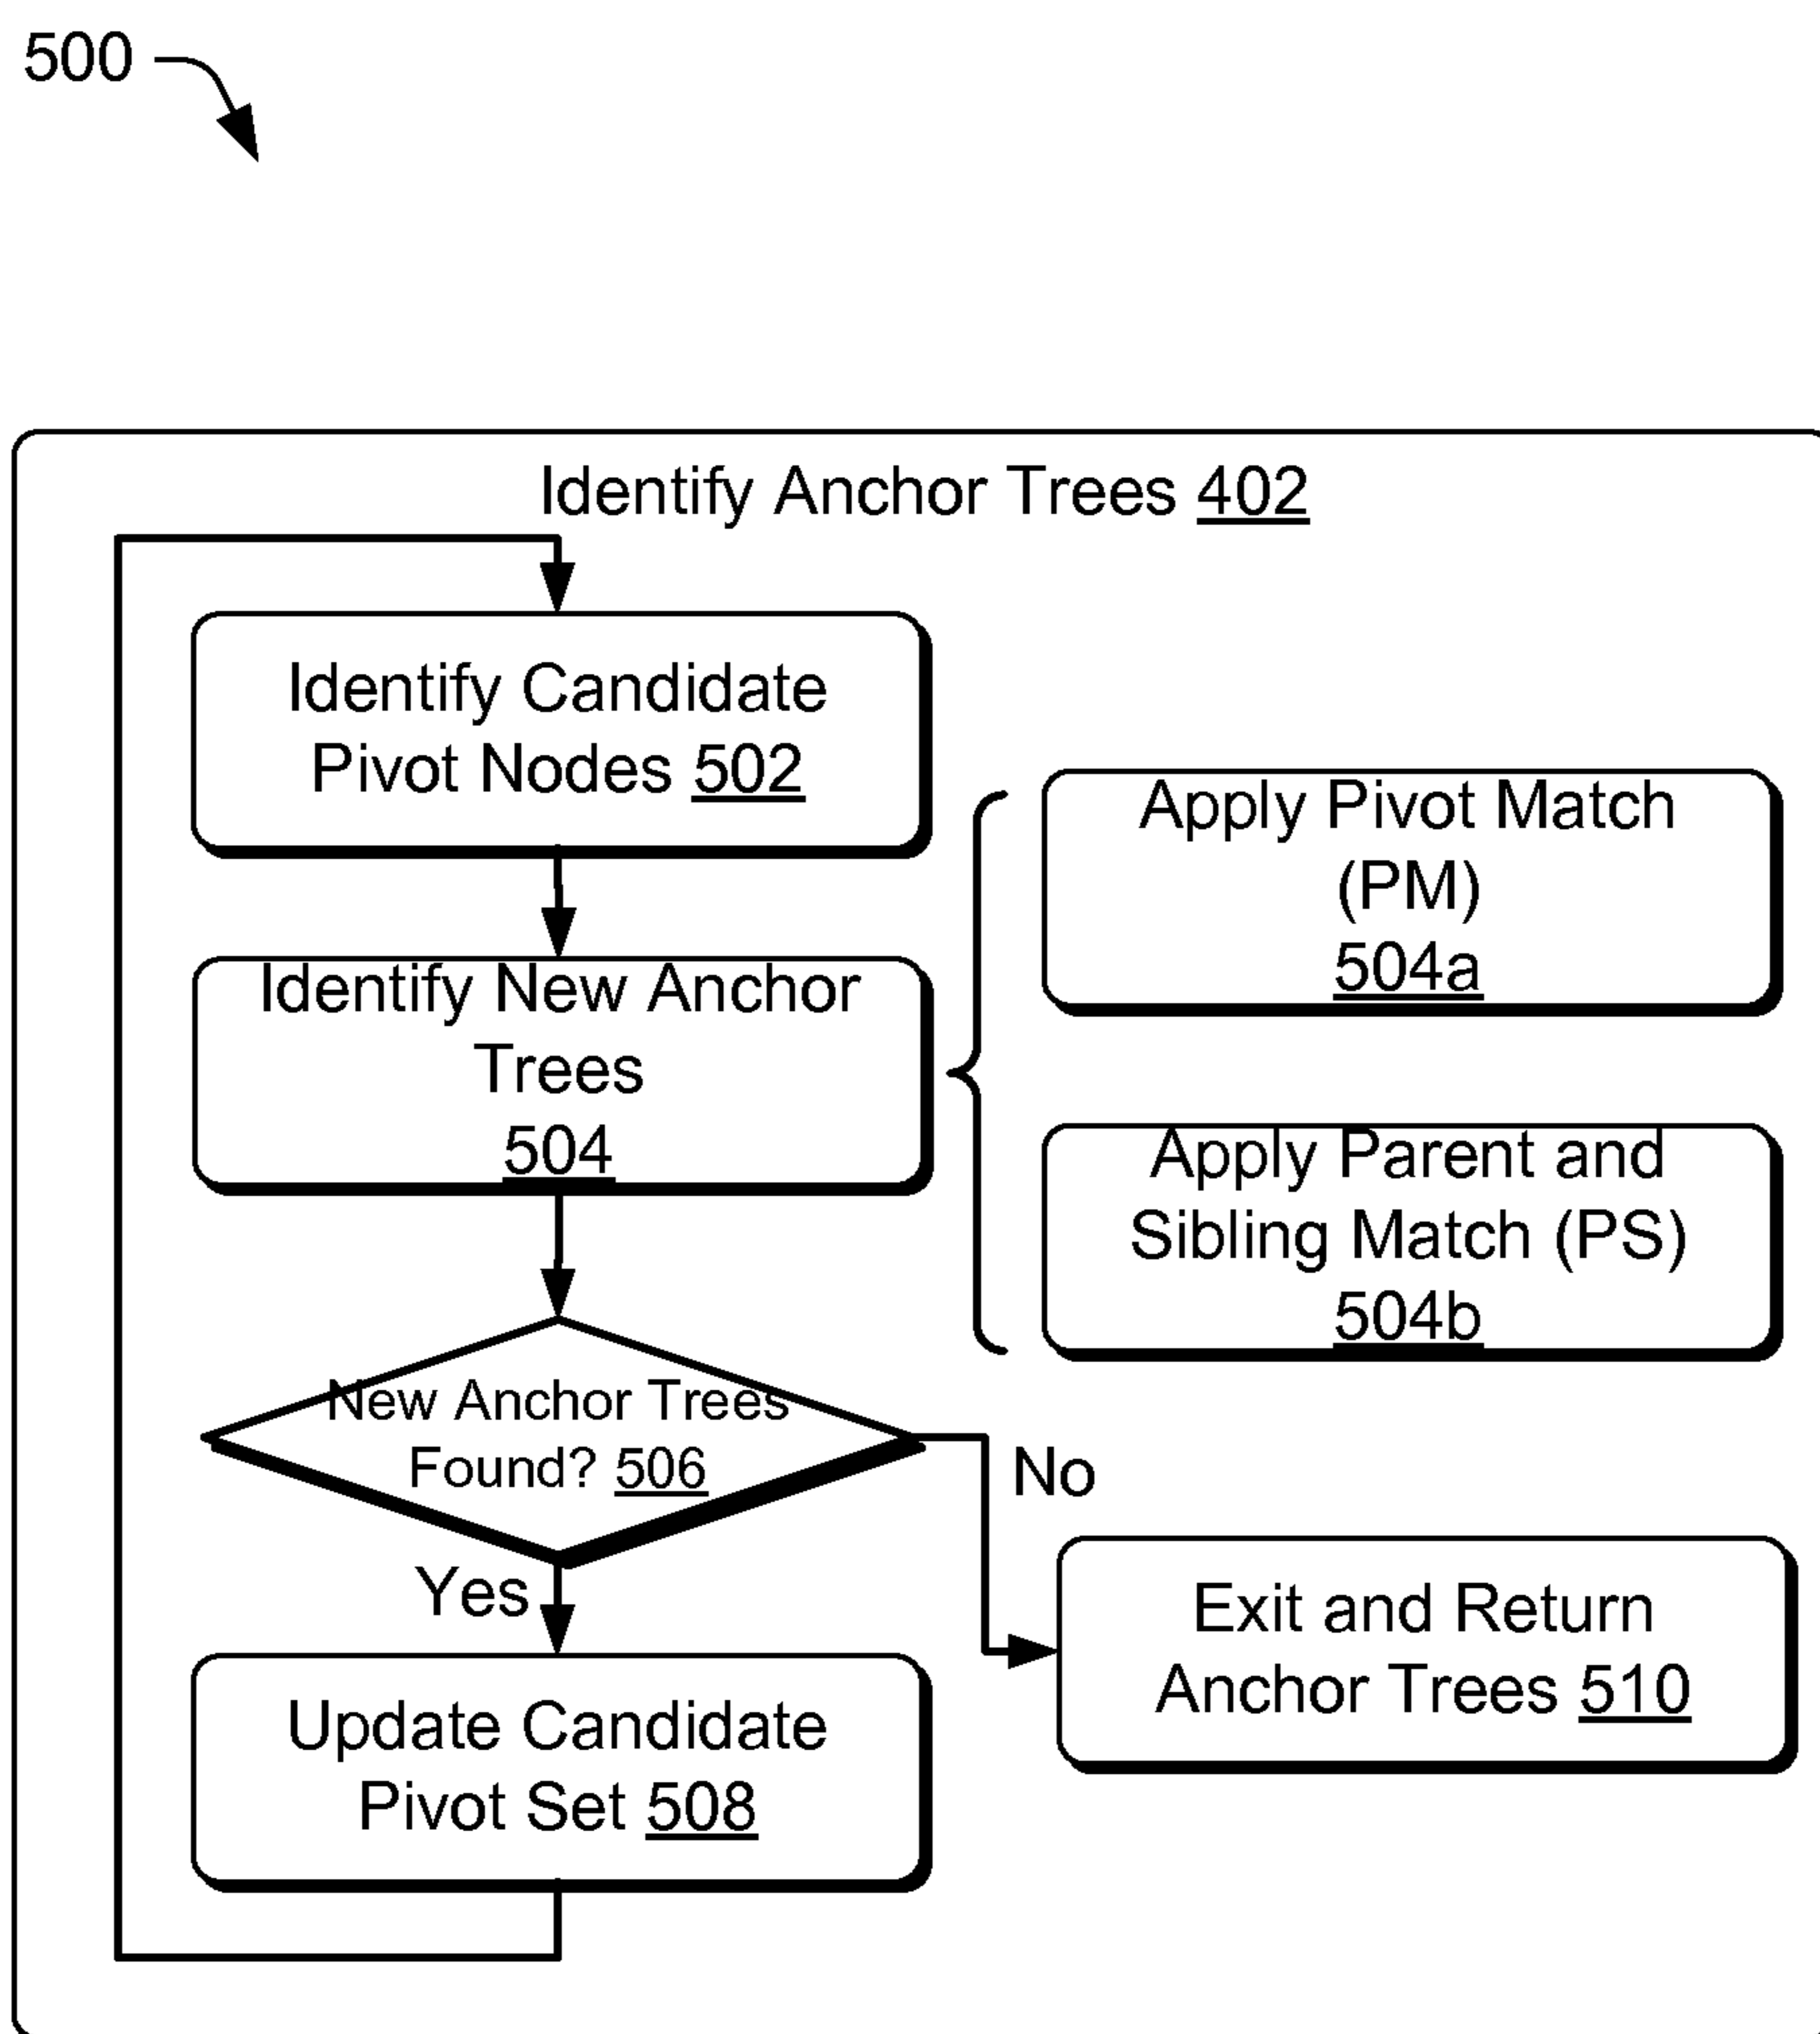 500
Identify Anchor Trees 402
Identify Candidate
Pivot Nodes 502
Identify New Anchor
Trees
504
Apply Pivot Match
(PM)
504a
Apply Parent and
Sibling Match (PS)
504b
New Anchor Trees
Found? 506
No
Yes
Exit and Return
Anchor Trees 510
Update Candidate
Pivot Set 508